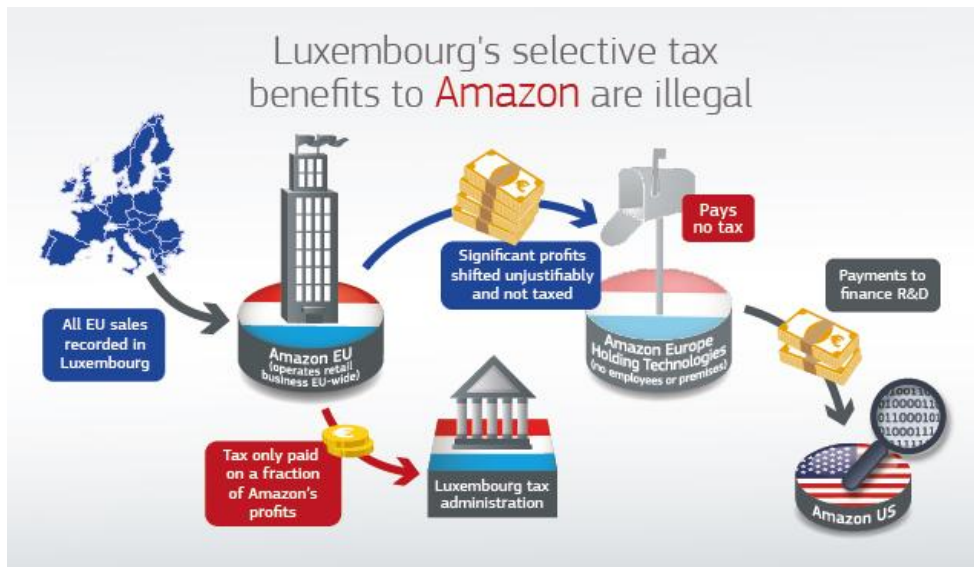 Luxembourg's selective tax
benefits to Amazon are illegal
Pays
no tax
Significant profits
shifted unjustifiably
and not taxed
Payments to
finance R&D
All EU sales
recorded in
Luxembourg
Amazon EU
(operates retail
business EU-wide)
Amazon Europe
Holding Technologies
(no employees or premises)
Tax only paid
on a fraction
of Amazon's
profits
Luxembourg tax
administration
Amazon US